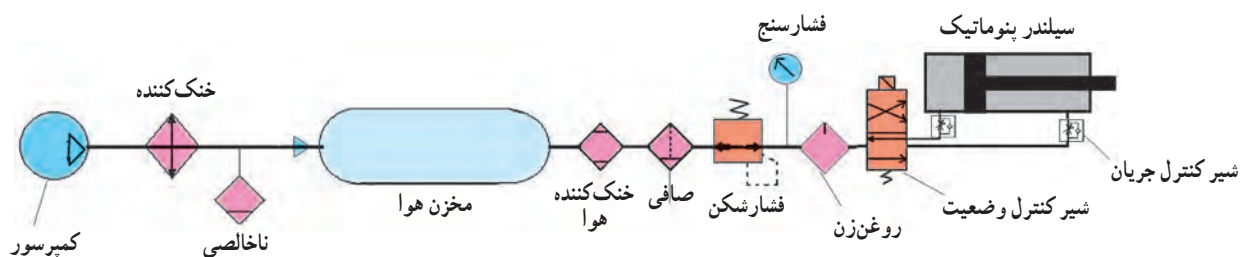 سیلندر پنوماتیک
فشارسنج
خنک‌کننده
شیر کنترل جریان
شیر کنترل وضعیت
روغن‌زن
فشارشکن
صافی
خنک‌کننده
هوا
مخزن هوا
ناخالصی
کمپرسور